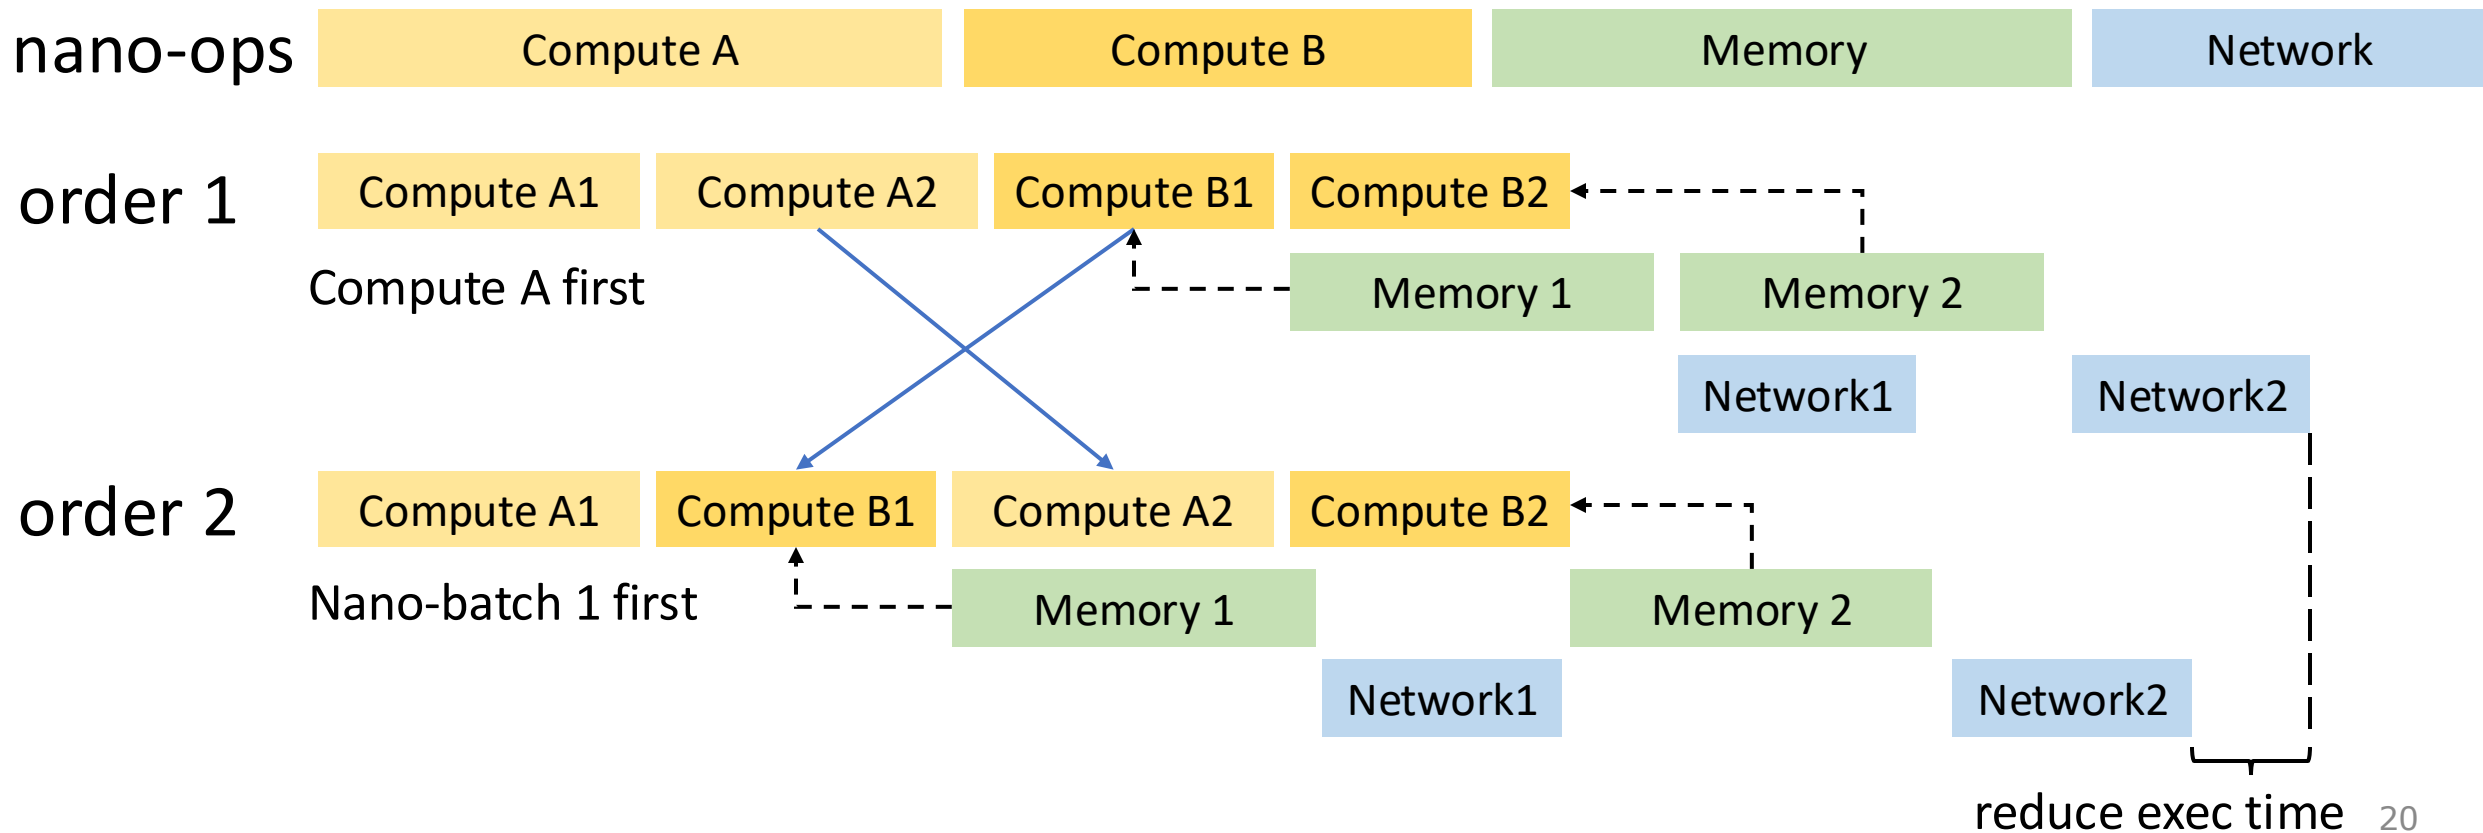 nano-ops Compute A Compute B Memory Network
order 1 Compute A1 Compute A2 Compute B1 Compute B2
Compute A first Memory 1 Memory 2
Network1 Network2
order 2 Compute A1 Compute B1 Compute A2 Compute B2
Nano-batch 1 first Memory 1 Memory 2
Network1 Network2
reduce exec time 20